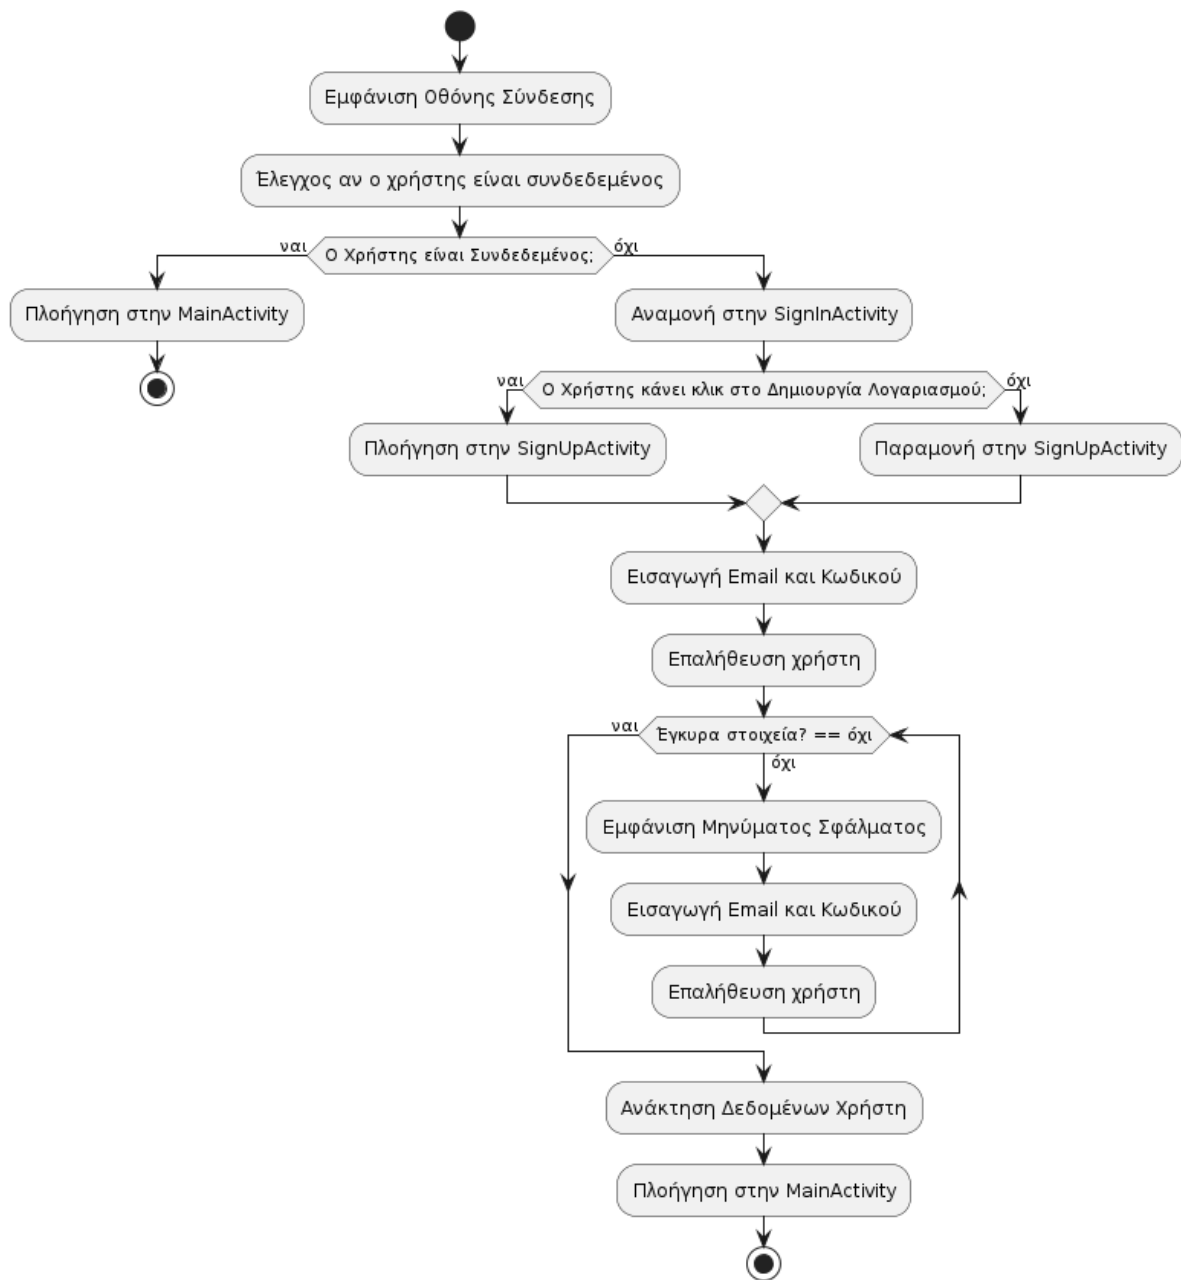 Εμφάνιση Οθόνης Σύνδεσης
Έλεγχος αν ο χρήστης είναι συνδεδεμένος
ναι
Ο Χρήστης είναι Συνδεδεμένος;
όχι
Πλοήγηση στην MainActivity
Αναμονή στην SignInActivity
ναι
Ο Χρήστης κάνει κλικ στο Δημιουργία Λογαριασμού;
όχι
Πλοήγηση στην SignUpActivity
Παραμονή στην SignUpActivity
Εισαγωγή Email και Κωδικού
Επαλήθευση χρήστη
ναι
Έγκυρα στοιχεία? == όχι
όχι
Εμφάνιση Μηνύματος Σφάλματος
Εισαγωγή Email και Κωδικού
Επαλήθευση χρήστη
Ανάκτηση Δεδομένων Χρήστη
Πλοήγηση στην MainActivity